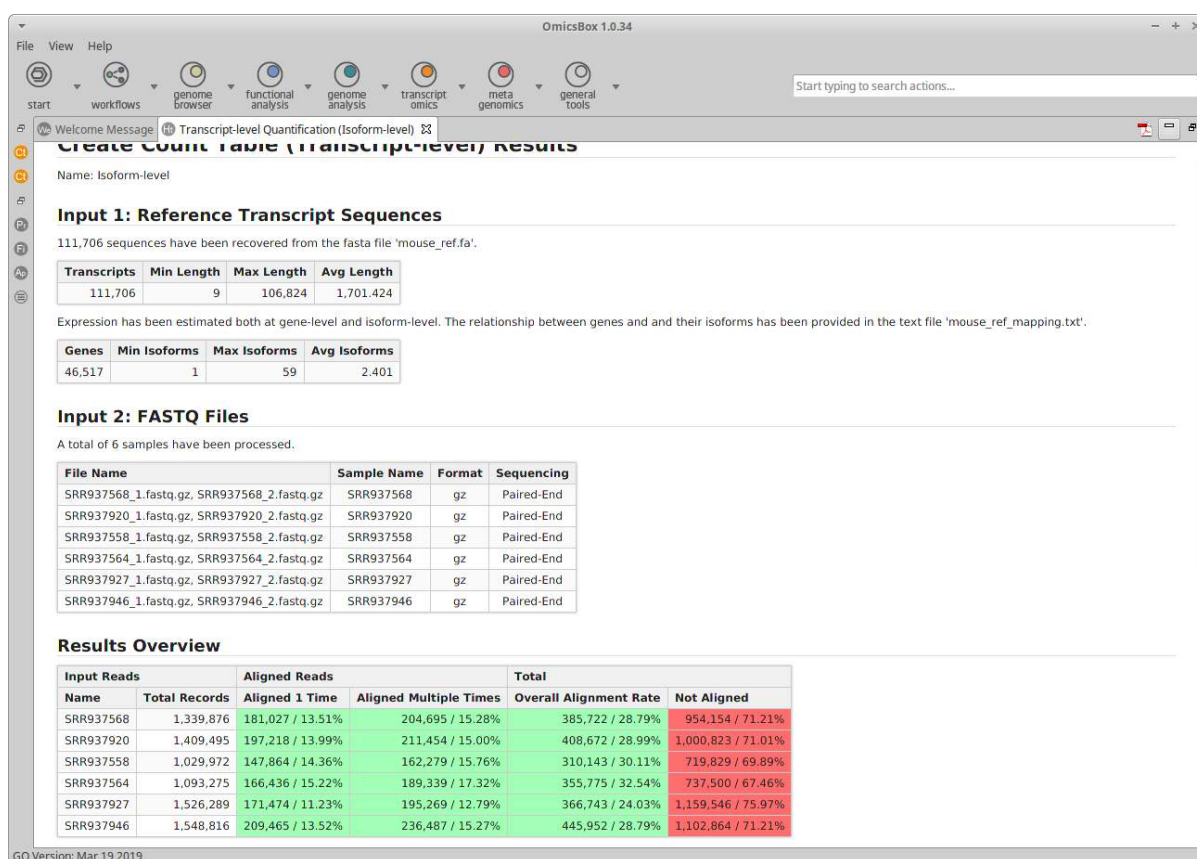 OmicsBox 1.0.34
File View Help
start workflows genome browser functional analysis genome analysis transcript omics meta genomics general tools
Start typing to search actions...
Welcome Message Transcript-level Quantification (Isoform-level)
Create Count Table (Transcript-level) Results
Name: Isoform-level
Input 1: Reference Transcript Sequences
111,706 sequences have been recovered from the fasta file 'mouse_ref.fa'.
Transcripts Min Length Max Length Avg Length
111,706 9 106,824 1,701.424
Expression has been estimated both at gene-level and isoform-level. The relationship between genes and and their isoforms has been provided in the text file 'mouse_ref_mapping.txt'.
Genes Min Isoforms Max Isoforms Avg Isoforms
46,517 1 59 2.401
Input 2: FASTQ Files
A total of 6 samples have been processed.
File Name Sample Name Format Sequencing
SRR937568_1.fastq.gz, SRR937568_2.fastq.gz SRR937568 gz Paired-End
SRR937920_1.fastq.gz, SRR937920_2.fastq.gz SRR937920 gz Paired-End
SRR937558_1.fastq.gz, SRR937558_2.fastq.gz SRR937558 gz Paired-End
SRR937564_1.fastq.gz, SRR937564_2.fastq.gz SRR937564 gz Paired-End
SRR937927_1.fastq.gz, SRR937927_2.fastq.gz SRR937927 gz Paired-End
SRR937946_1.fastq.gz, SRR937946_2.fastq.gz SRR937946 gz Paired-End
Results Overview
Input Reads Aligned Reads Total
Name Total Records Aligned 1 Time Aligned Multiple Times Overall Alignment Rate Not Aligned
SRR937568 1,339,876 181,027 / 13.51% 204,695 / 15.28% 385,722 / 28.79% 954,154 / 71.21%
SRR937920 1,409,495 197,218 / 13.99% 211,454 / 15.00% 408,672 / 28.99% 1,000,823 / 71.01%
SRR937558 1,029,972 147,864 / 14.36% 162,279 / 15.76% 310,143 / 30.11% 719,829 / 69.89%
SRR937564 1,093,275 166,436 / 15.22% 189,339 / 17.32% 355,775 / 32.54% 737,500 / 67.46%
SRR937927 1,526,289 171,474 / 11.23% 195,269 / 12.79% 366,743 / 24.03% 1,159,546 / 75.97%
SRR937946 1,548,816 209,465 / 13.52% 236,487 / 15.27% 445,952 / 28.79% 1,102,864 / 71.21%
GO Version: Mar 19 2019